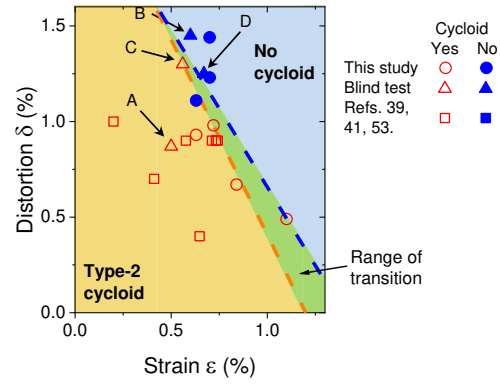 1.5
1.0
0.5
0.0
Distortion δ (%)
0.0 0.5 1.0
Strain ε (%)
B
D
C
A
No
cycloid
Type-2
cycloid
Range of
transition
Cycloid
Yes No
This study
Blind test
Refs. 39,
41, 53.